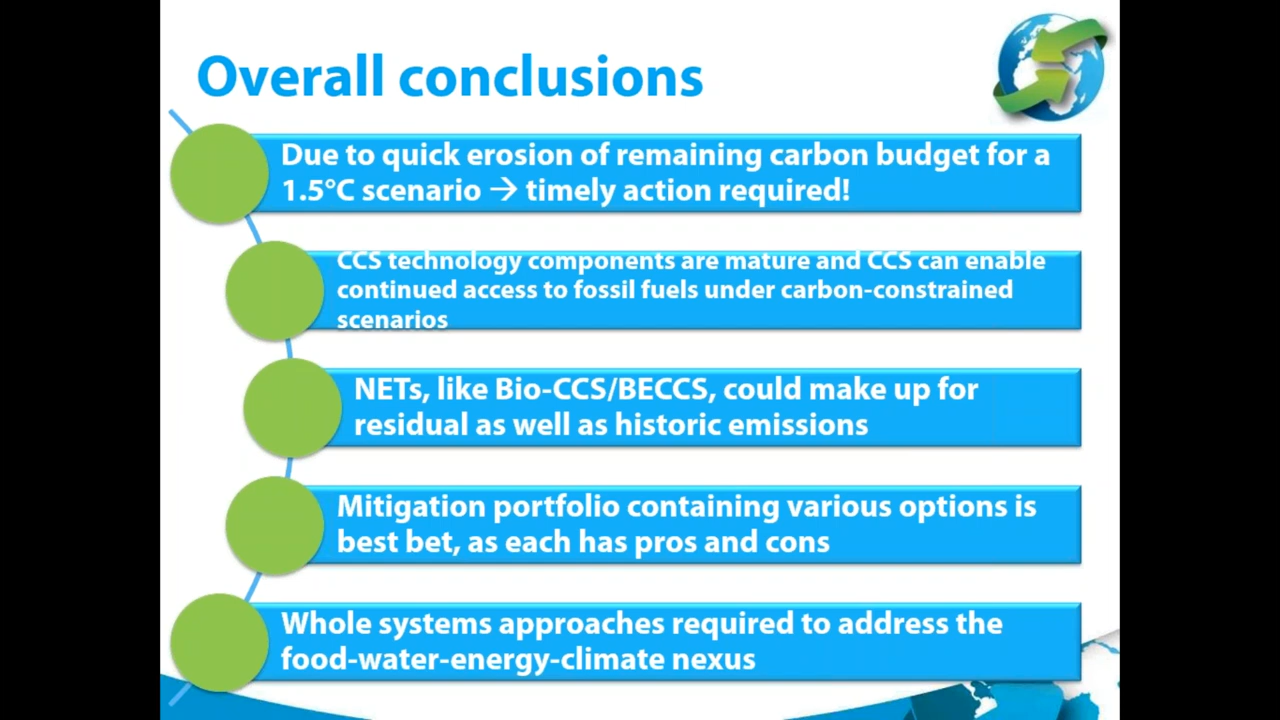 Overall conclusions
Due to quick erosion of remaining carbon budget for a
1.5°C scenario → timely action required!
CCS technology components are mature and CCS can enable
continued access to fossil fuels under carbon-constrained
scenarios
NETs, like Bio-CCS/BECCS, could make up for
residual as well as historic emissions
Mitigation portfolio containing various options is
best bet, as each has pros and cons
Whole systems approaches required to address the
food-water-energy-climate nexus